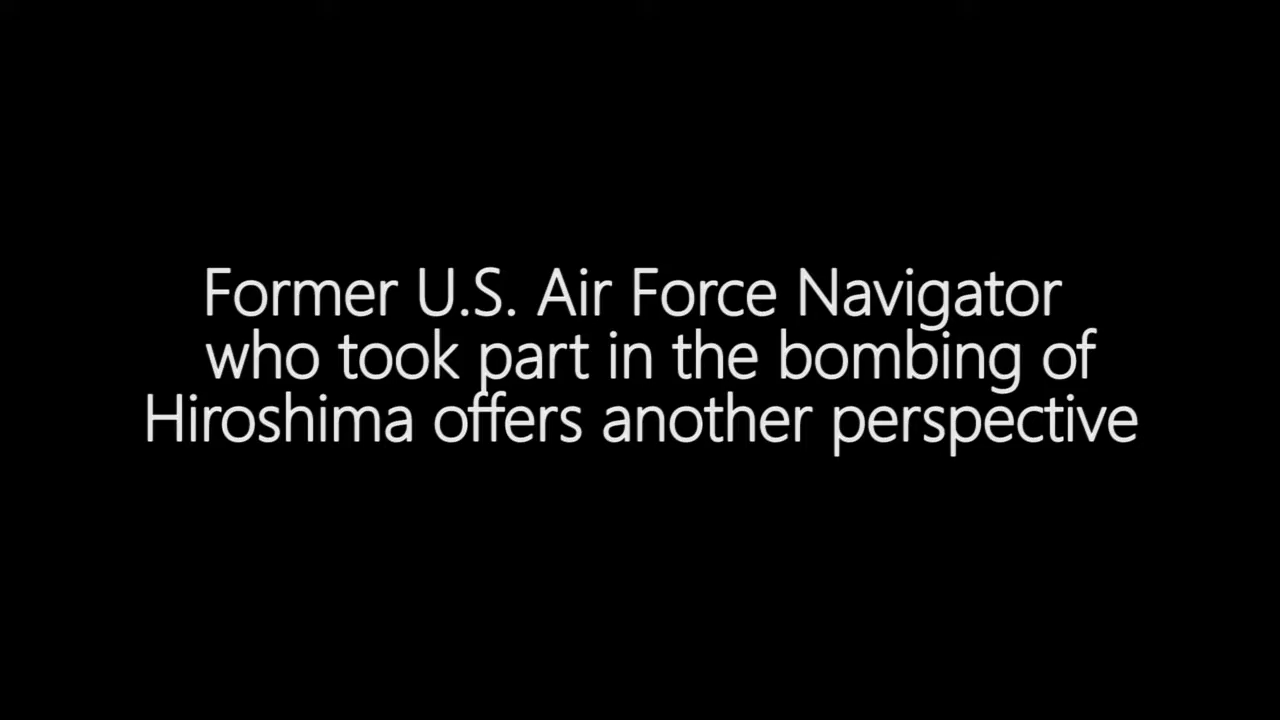 Former U.S. Air Force Navigator
who took part in the bombing of
Hiroshima offers another perspective